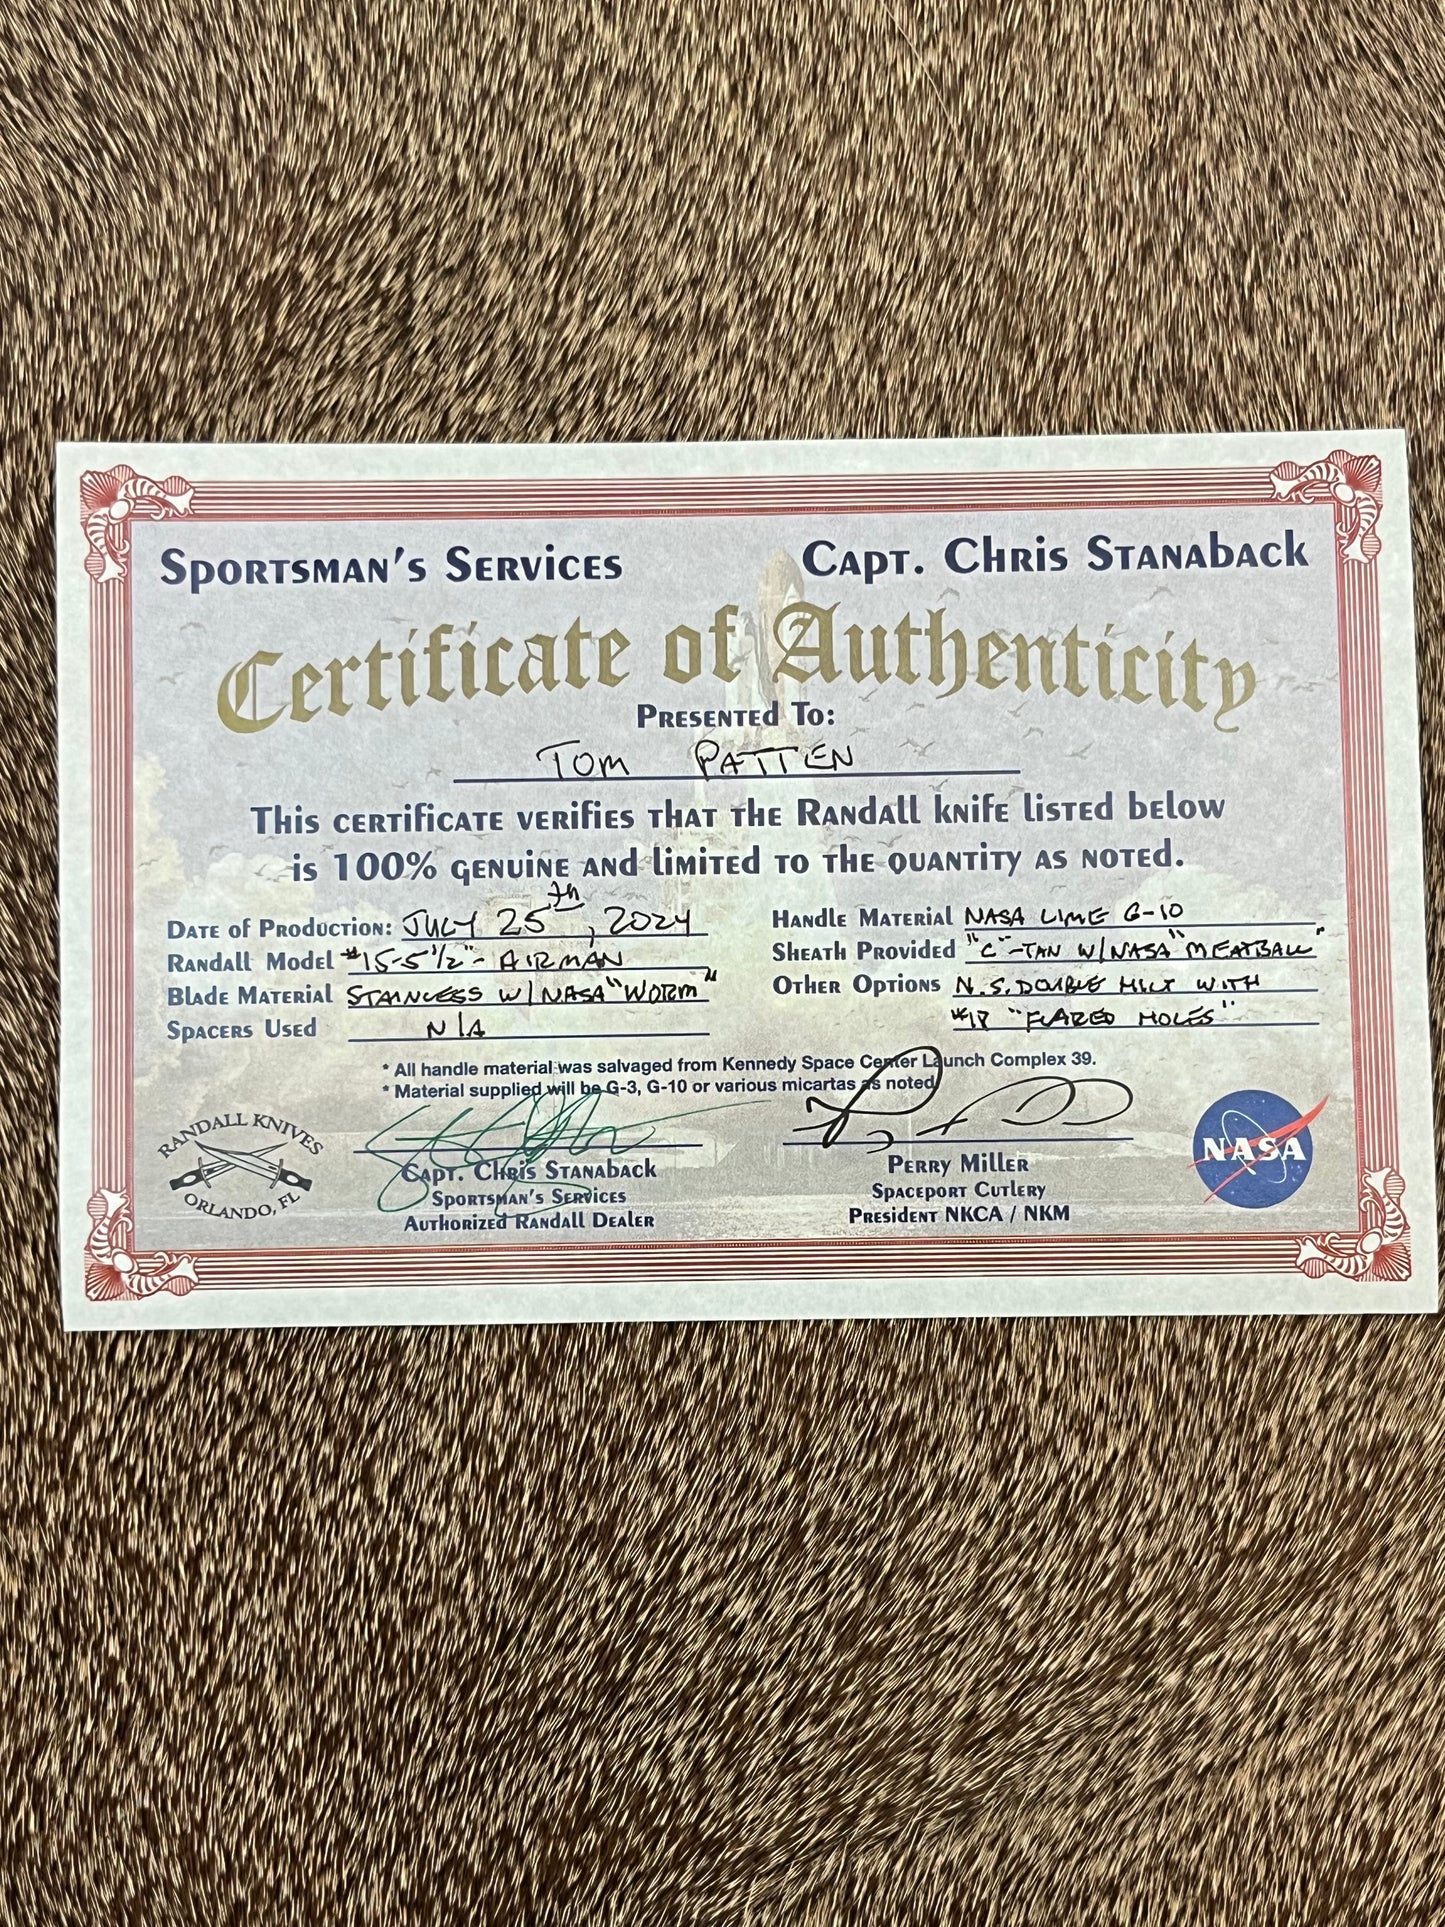 Sportsman's Services
Capt. Chris Stanaback
Certificate of Authenticity
Presented To:
TOM PATTEN
This certificate verifies that the Randall knife listed below
is 100% genuine and limited to the quantity as noted.
Date of Production: JULY 25th, 2024
Randall Model #15-5½"- AIRMAN
Blade Material STAINLESS W/NASA "WORM"
Spacers Used N/A
Handle Material NASA LIME G-10
Sheath Provided "C"-TAN W/NASA "MEATBALL"
Other Options N.S. DOUBLE HILT WITH
#18 "FLARED HOLES"
* All handle material was salvaged from Kennedy Space Center Launch Complex 39.
* Material supplied will be G-3, G-10 or various micartas as noted
RANDALL KNIVES
ORLANDO, FL
Capt. Chris Stanaback
Sportsman's Services
Authorized Randall Dealer
Perry Miller
Spaceport Cutlery
President NKCA / NKM
NASA